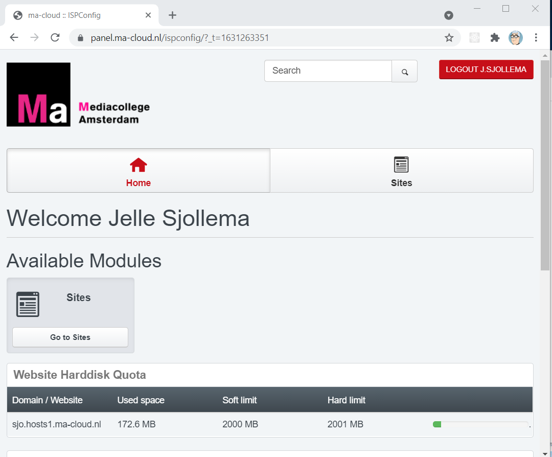 ma-cloud :: ISPConfig
panel.ma-cloud.nl/ispconfig/?_t=1631263351
Search
LOGOUT J.SJOLLEMA
Ma
Mediacollege
Amsterdam
Home
Sites
Welcome Jelle Sjollema
Available Modules
Sites
Go to Sites
Website Harddisk Quota
Domain / Website Used space Soft limit Hard limit
sjo.hosts1.ma-cloud.nl 172.6 MB 2000 MB 2001 MB